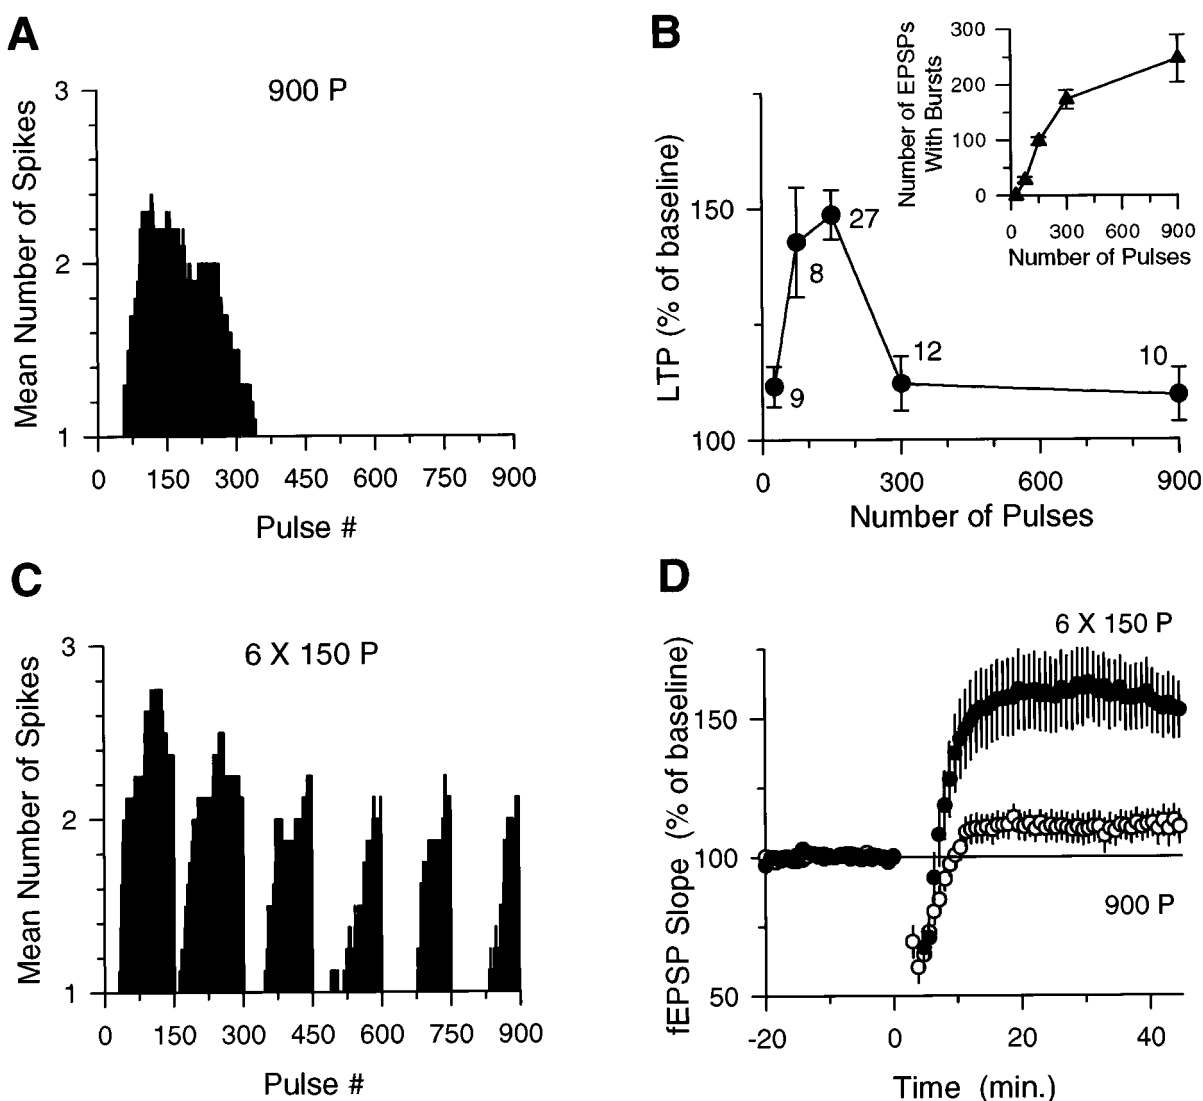 A
900 P
3
2
1
Mean Number of Spikes
0 150 300 450 600 750 900
Pulse #
B
LTP (% of baseline)
150
100
9
8
27
12
10
0 300 600 900
Number of Pulses
Number of EPSPs
With Bursts
300
200
100
0
0 300 600 900
Number of Pulses
C
6 X 150 P
3
2
1
Mean Number of Spikes
0 150 300 450 600 750 900
Pulse #
D
6 X 150 P
fEPSP Slope (% of baseline)
150
100
50
900 P
-20 0 20 40
Time (min.)